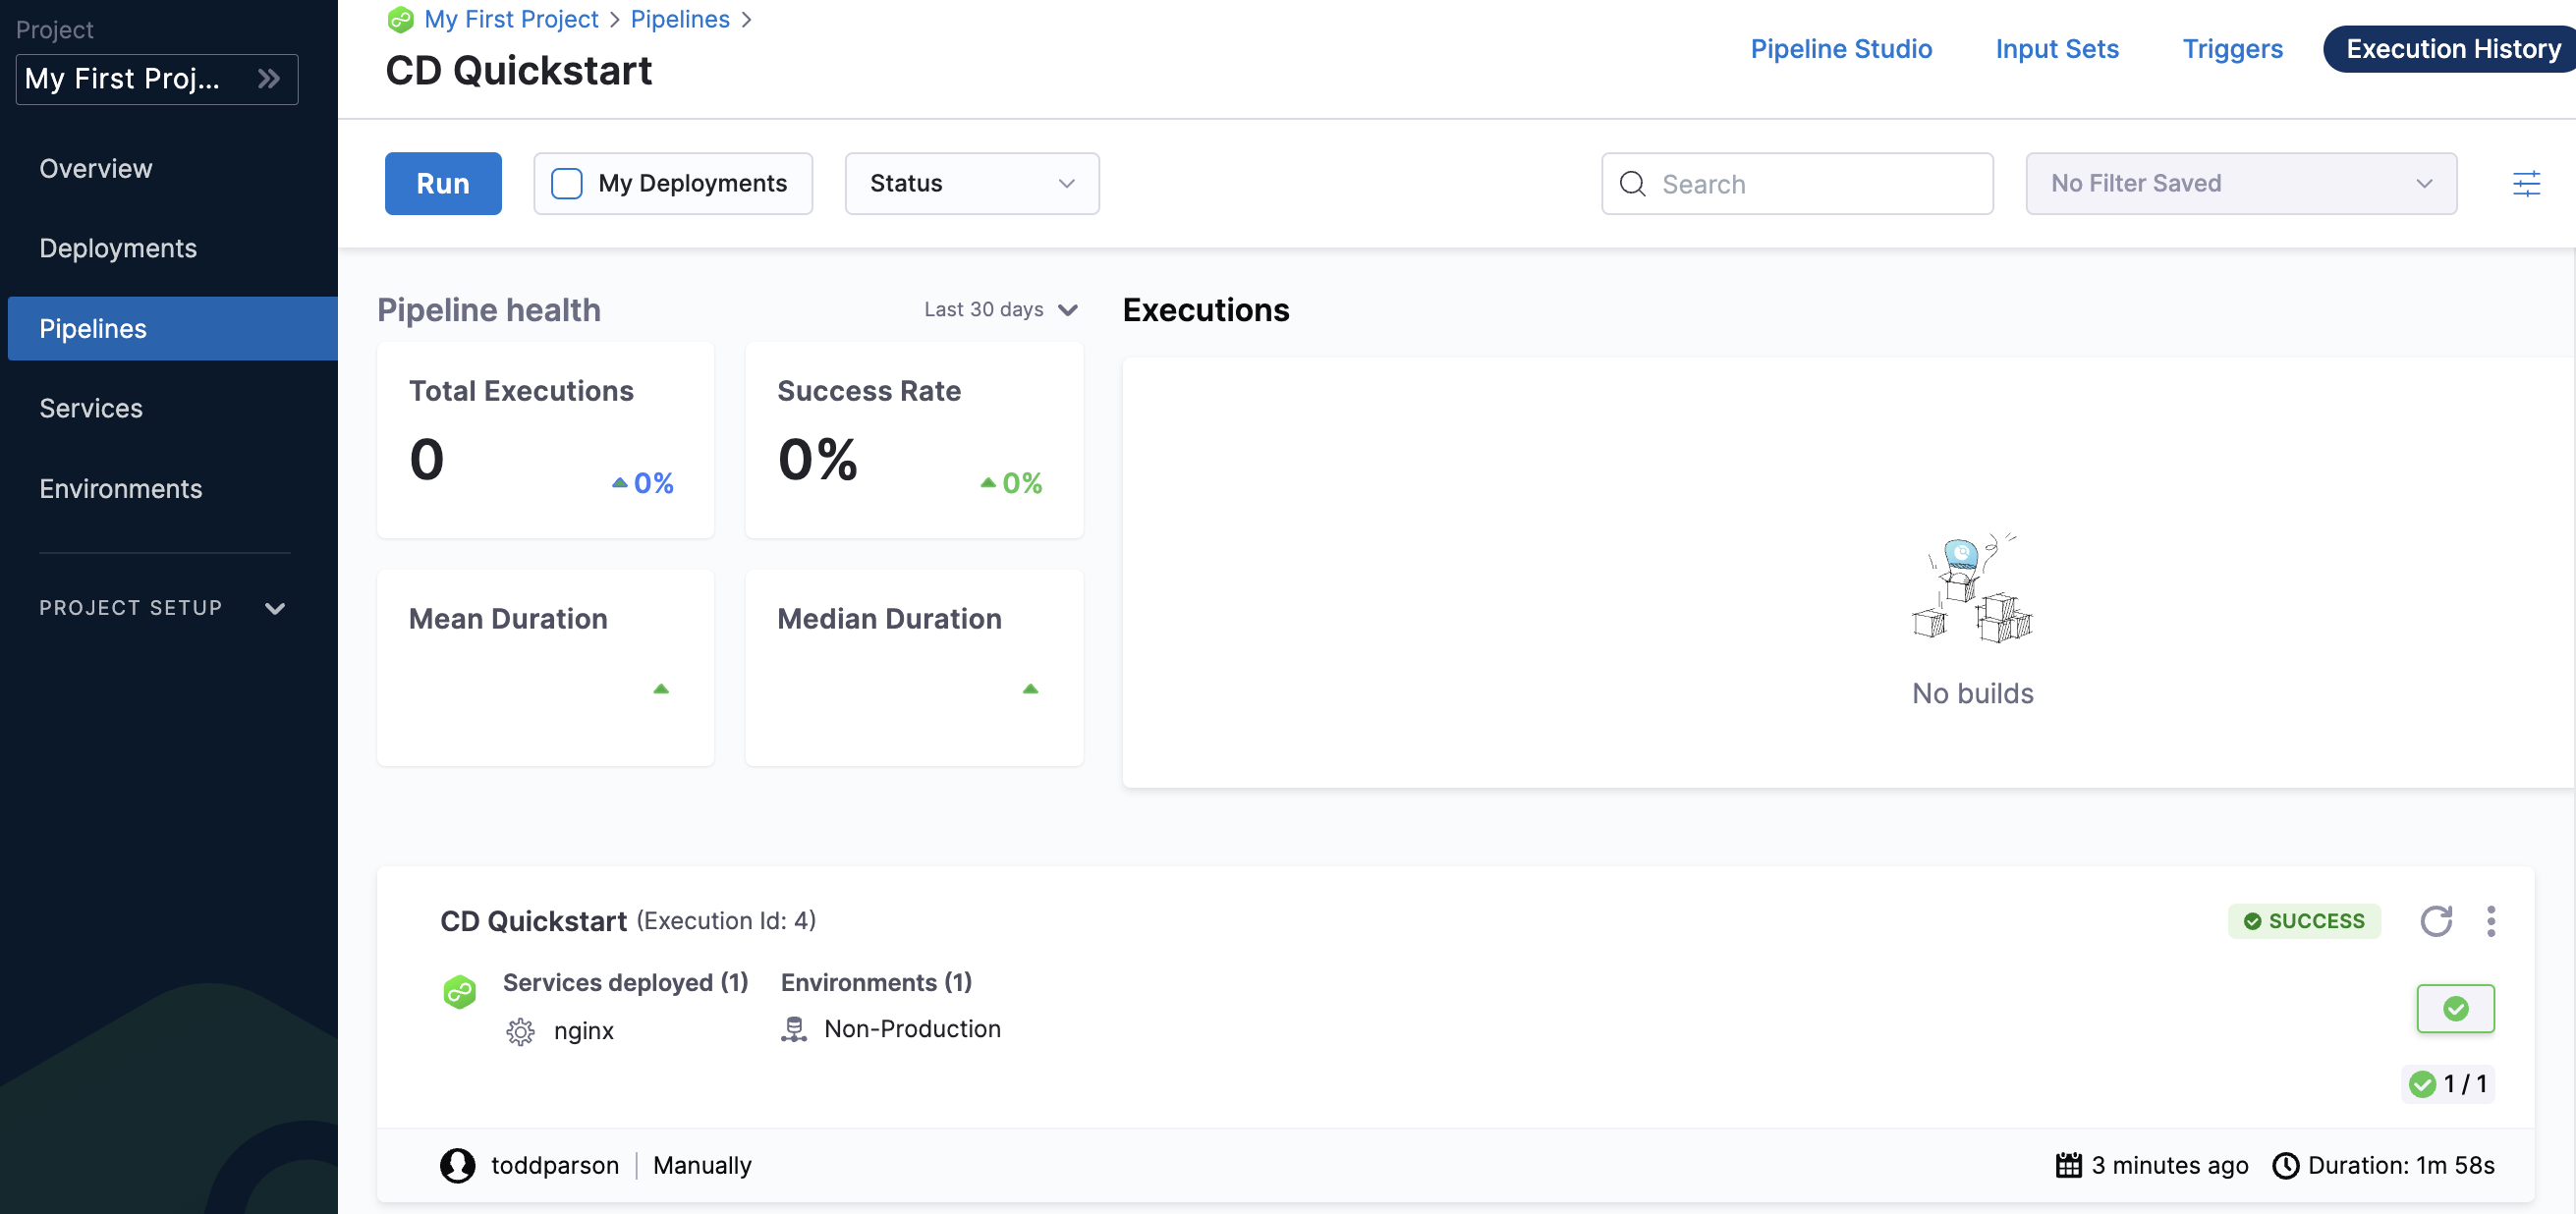 Project
My First Proj...
Overview
Deployments
Pipelines
Services
Environments
PROJECT SETUP
My First Project > Pipelines >
CD Quickstart
Pipeline Studio
Input Sets
Triggers
Execution History
Run
My Deployments
Status
Search
No Filter Saved
Pipeline health
Last 30 days
Total Executions
0
0%
Success Rate
0%
0%
Mean Duration
Median Duration
Executions
No builds
CD Quickstart (Execution Id: 4)
SUCCESS
Services deployed (1)
Environments (1)
nginx
Non-Production
1 / 1
toddparson | Manually
3 minutes ago
Duration: 1m 58s